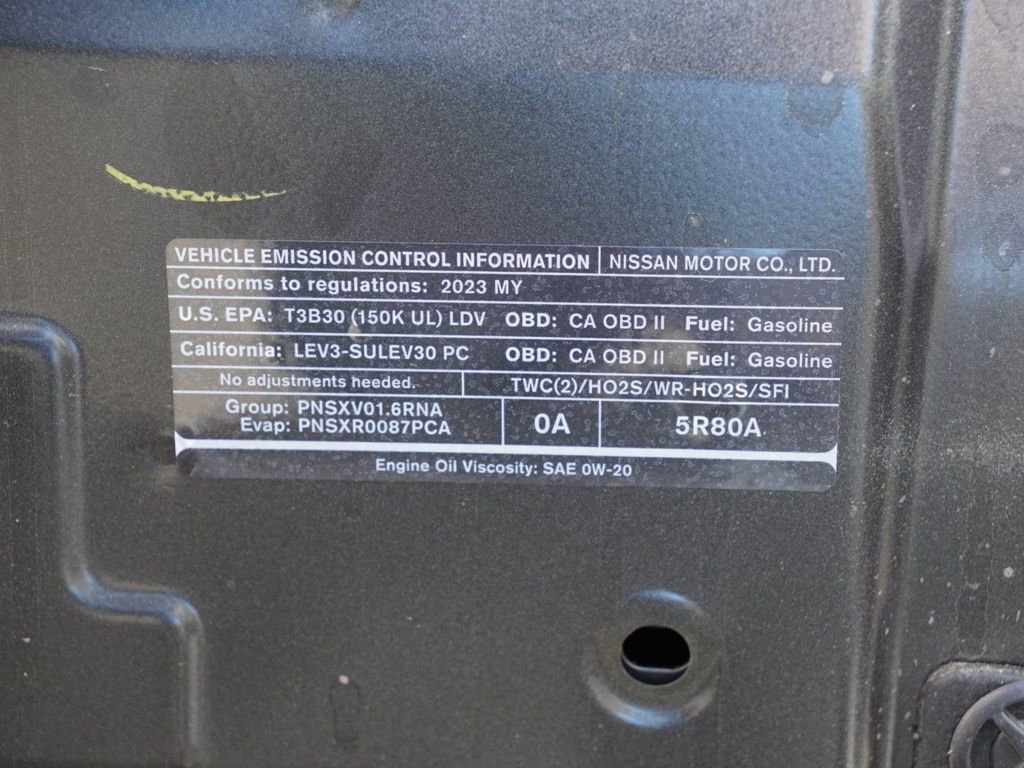 VEHICLE EMISSION CONTROL INFORMATION NISSAN MOTOR CO., LTD.
Conforms to regulations: 2023 MY
U.S. EPA: T3B30 (150K UL) LDV OBD: CA OBD II Fuel: Gasoline
California: LEV3-SULEV30 PC OBD: CA OBD II Fuel: Gasoline
No adjustments needed. TWC(2)/HO2S/WR-HO2S/SFI
Group: PNSXV01.6RNA
Evap: PNSXR0087PCA 0A 5R80A
Engine Oil Viscosity: SAE 0W-20